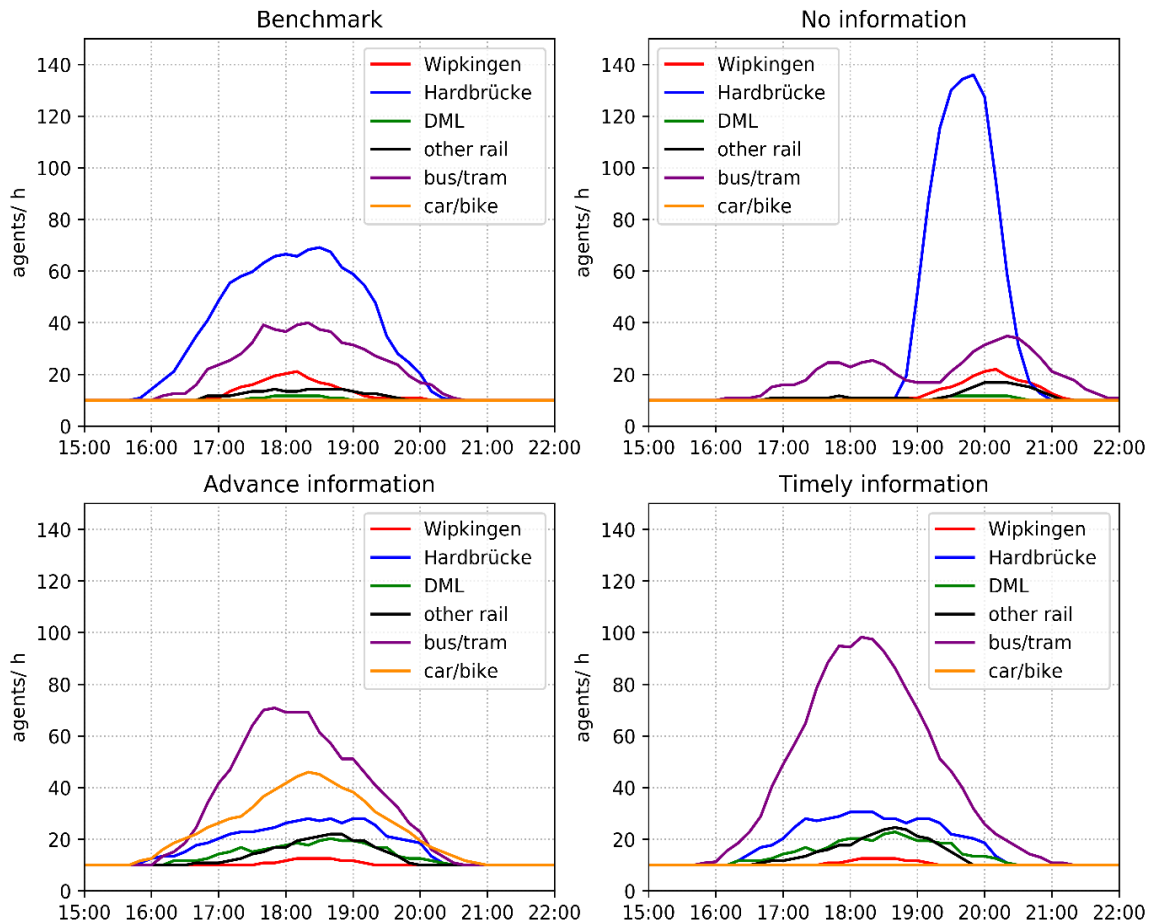 Benchmark
agents/ h
140
120
100
80
60
40
20
0
Wipkingen
Hardbrücke
DML
other rail
bus/tram
car/bike
15:00 16:00 17:00 18:00 19:00 20:00 21:00 22:00
No information
agents/ h
140
120
100
80
60
40
20
0
Wipkingen
Hardbrücke
DML
other rail
bus/tram
car/bike
15:00 16:00 17:00 18:00 19:00 20:00 21:00 22:00
Advance information
agents/ h
140
120
100
80
60
40
20
0
Wipkingen
Hardbrücke
DML
other rail
bus/tram
car/bike
15:00 16:00 17:00 18:00 19:00 20:00 21:00 22:00
Timely information
agents/ h
140
120
100
80
60
40
20
0
Wipkingen
Hardbrücke
DML
other rail
bus/tram
car/bike
15:00 16:00 17:00 18:00 19:00 20:00 21:00 22:00